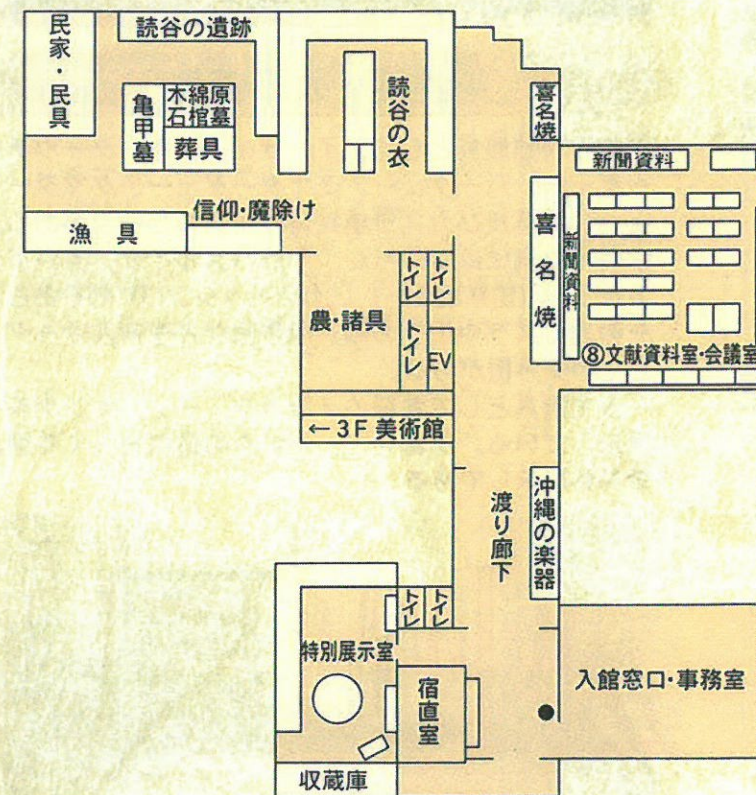 民家・民具
読谷の遺跡
亀甲墓
木綿原
石棺墓
葬具
読谷の衣
喜名焼
新聞資料
信仰・魔除け
漁具
喜名焼
新聞資料
トイレ
トイレ
農・諸具
トイレ
EV
⑧文献資料室・会議室
←3F 美術館
渡り廊下
沖縄の楽器
トイレ
トイレ
特別展示室
宿直室
入館窓口・事務室
収蔵庫